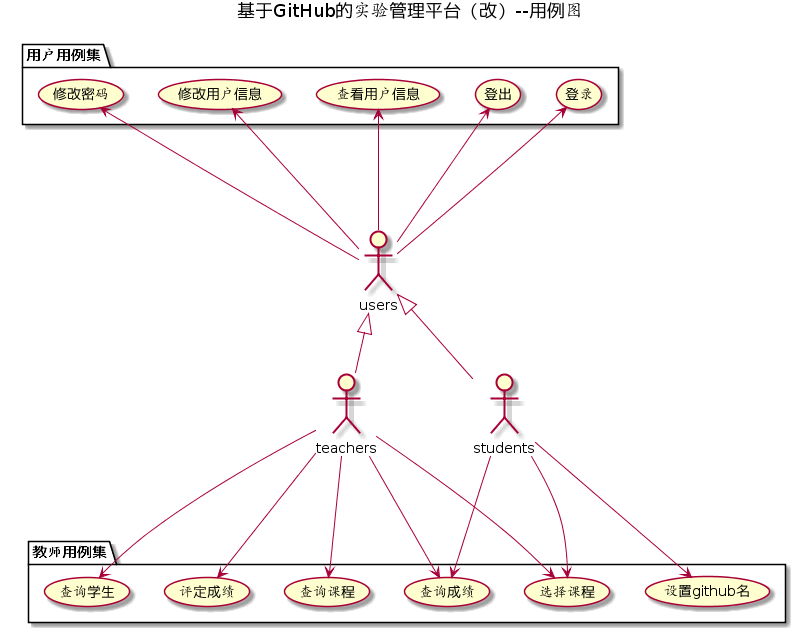 基于GitHub的实验管理平台（改）--用例图
用户用例集
修改密码
修改用户信息
查看用户信息
登出
登录
users
teachers
students
教师用例集
查询学生
评定成绩
查询课程
查询成绩
选择课程
设置github名